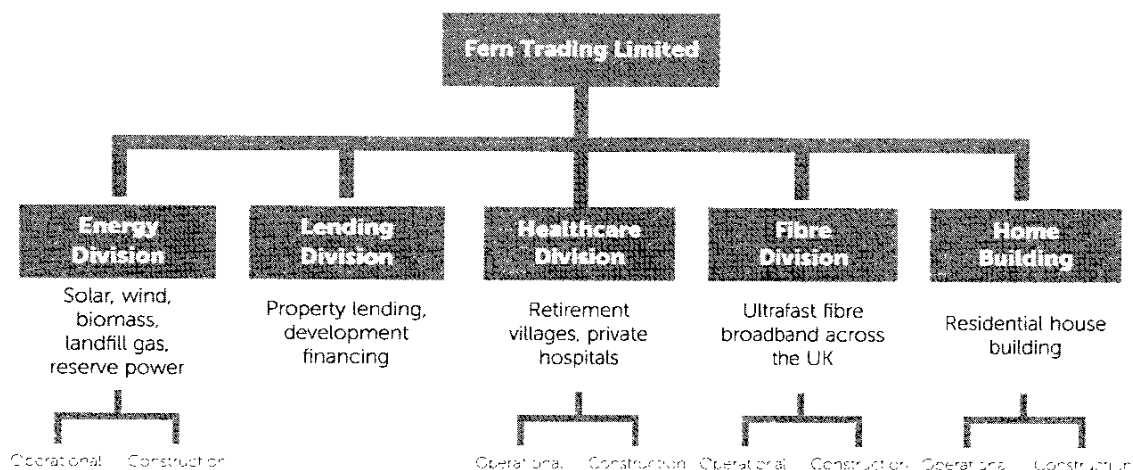 Fern Trading Limited
Energy
Division
Solar, wind,
biomass,
landfill gas,
reserve power
Operational Construction
Lending
Division
Property lending,
development
financing
Healthcare
Division
Retirement
villages, private
hospitals
Operational Construction
Fibre
Division
Ultrafast fibre
broadband across
the UK
Operational Construction
Home
Building
Residential house
building
Operational Construction